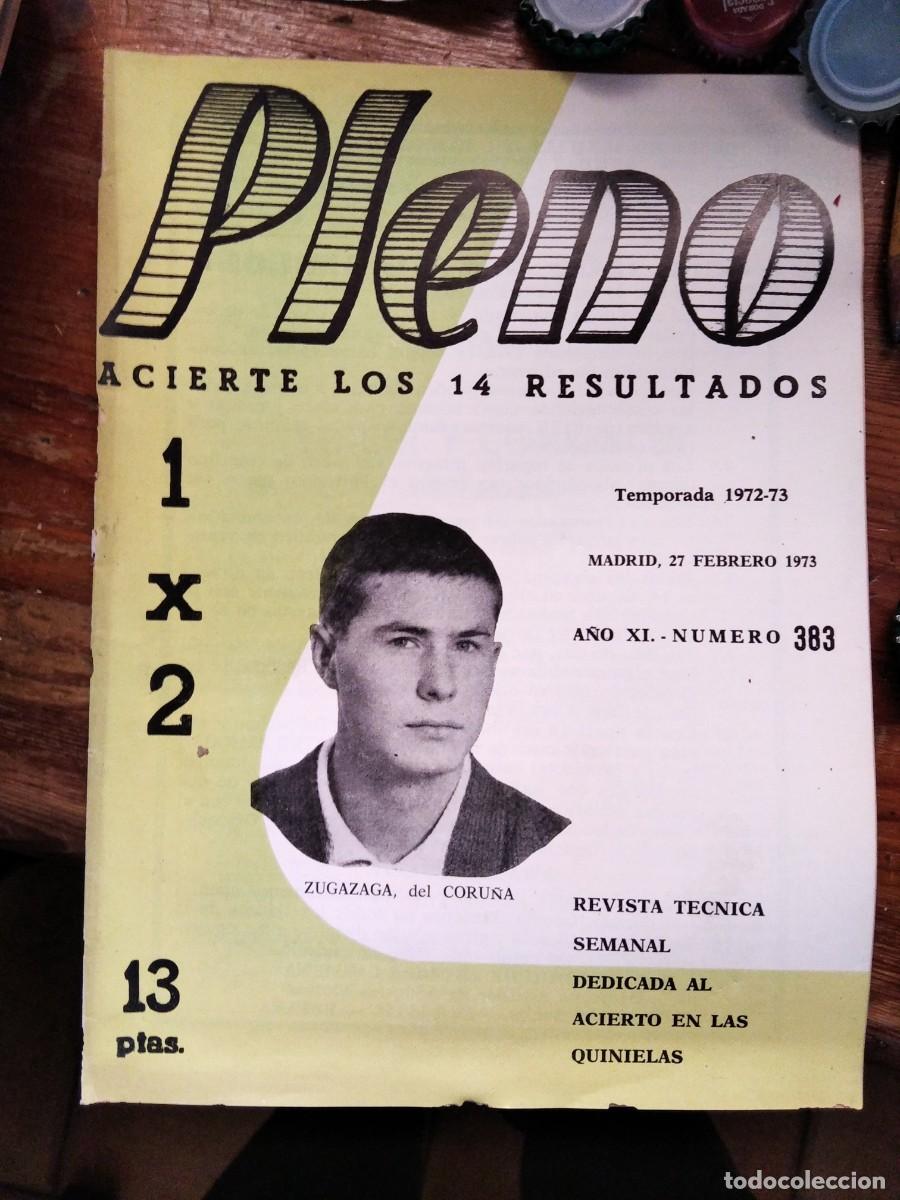 Pleno
ACIERTE LOS 14 RESULTADOS
1
x
2
Temporada 1972-73
MADRID, 27 FEBRERO 1973
AÑO XI. - NUMERO 383
ZUGAZAGA, del CORUÑA
REVISTA TECNICA
SEMANAL
DEDICADA AL
ACIERTO EN LAS
QUINIELAS
13
ptas.
todocoleccion